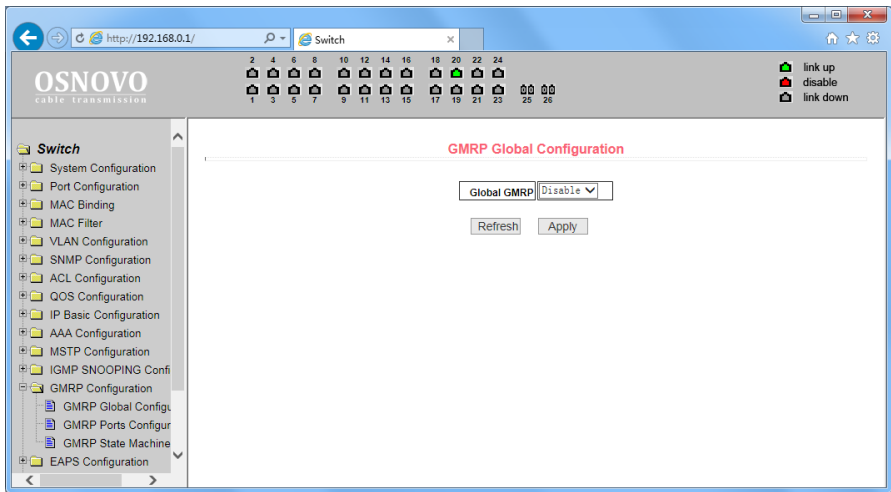 http://192.168.0.1/
Switch
OSNOVO
cable transmission
2 4 6 8 10 12 14 16 18 20 22 24
1 3 5 7 9 11 13 15 17 19 21 23 25 26
link up
disable
link down
Switch
System Configuration
Port Configuration
MAC Binding
MAC Filter
VLAN Configuration
SNMP Configuration
ACL Configuration
QOS Configuration
IP Basic Configuration
AAA Configuration
MSTP Configuration
IGMP SNOOPING Confi
GMRP Configuration
GMRP Global Configu
GMRP Ports Configur
GMRP State Machine
EAPS Configuration
GMRP Global Configuration
Global GMRP Disable
Refresh Apply